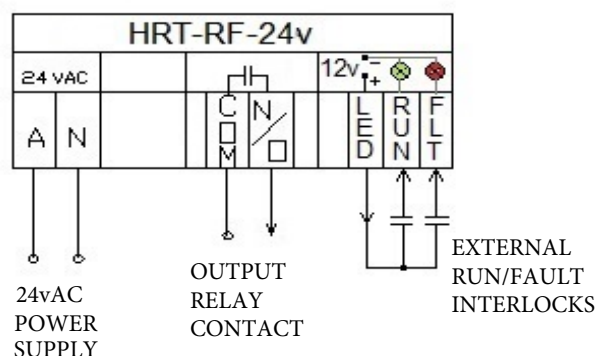 HRT-RF-24v
24 vAC
12v
-
+
A
N
COM
N/O
LED
RUN
FLT
24vAC
POWER
SUPPLY
OUTPUT
RELAY
CONTACT
EXTERNAL
RUN/FAULT
INTERLOCKS